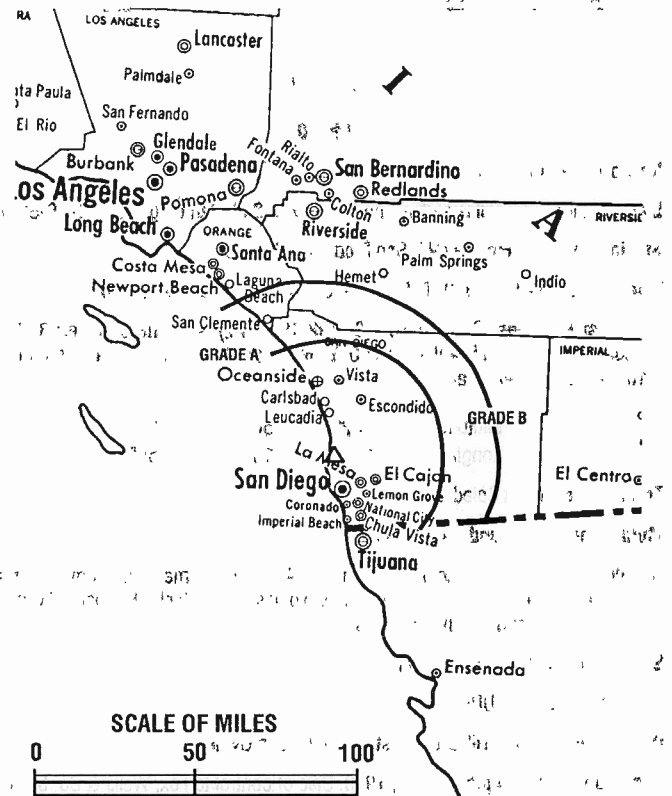 RA
LOS ANGELES
Lancaster
Palmdale
ta Paula
San Fernando
El Rio
Glendale
Burbank
Pasadena
Los Angeles
Pomona
Fontana
Rialto
San Bernardino
Redlands
Colton
Long Beach
Riverside
Banning
I
A
RIVERSIE
ORANGE
Santa Ana
Costa Mesa
Newport Beach
Laguna
Beach
Hemet
Palm Springs
Indio
San Clemente
GRADE A
SAN DIEGO
IMPERIAL
Oceanside
Vista
Carlsbad
Leucadia
Escondido
GRADE B
La Mesa
El Cajon
San Diego
Lemon Grove
El Centro
Coronado
National City
Imperial Beach
Chula Vista
Tijuana
Ensenada
SCALE OF MILES
0 50 100